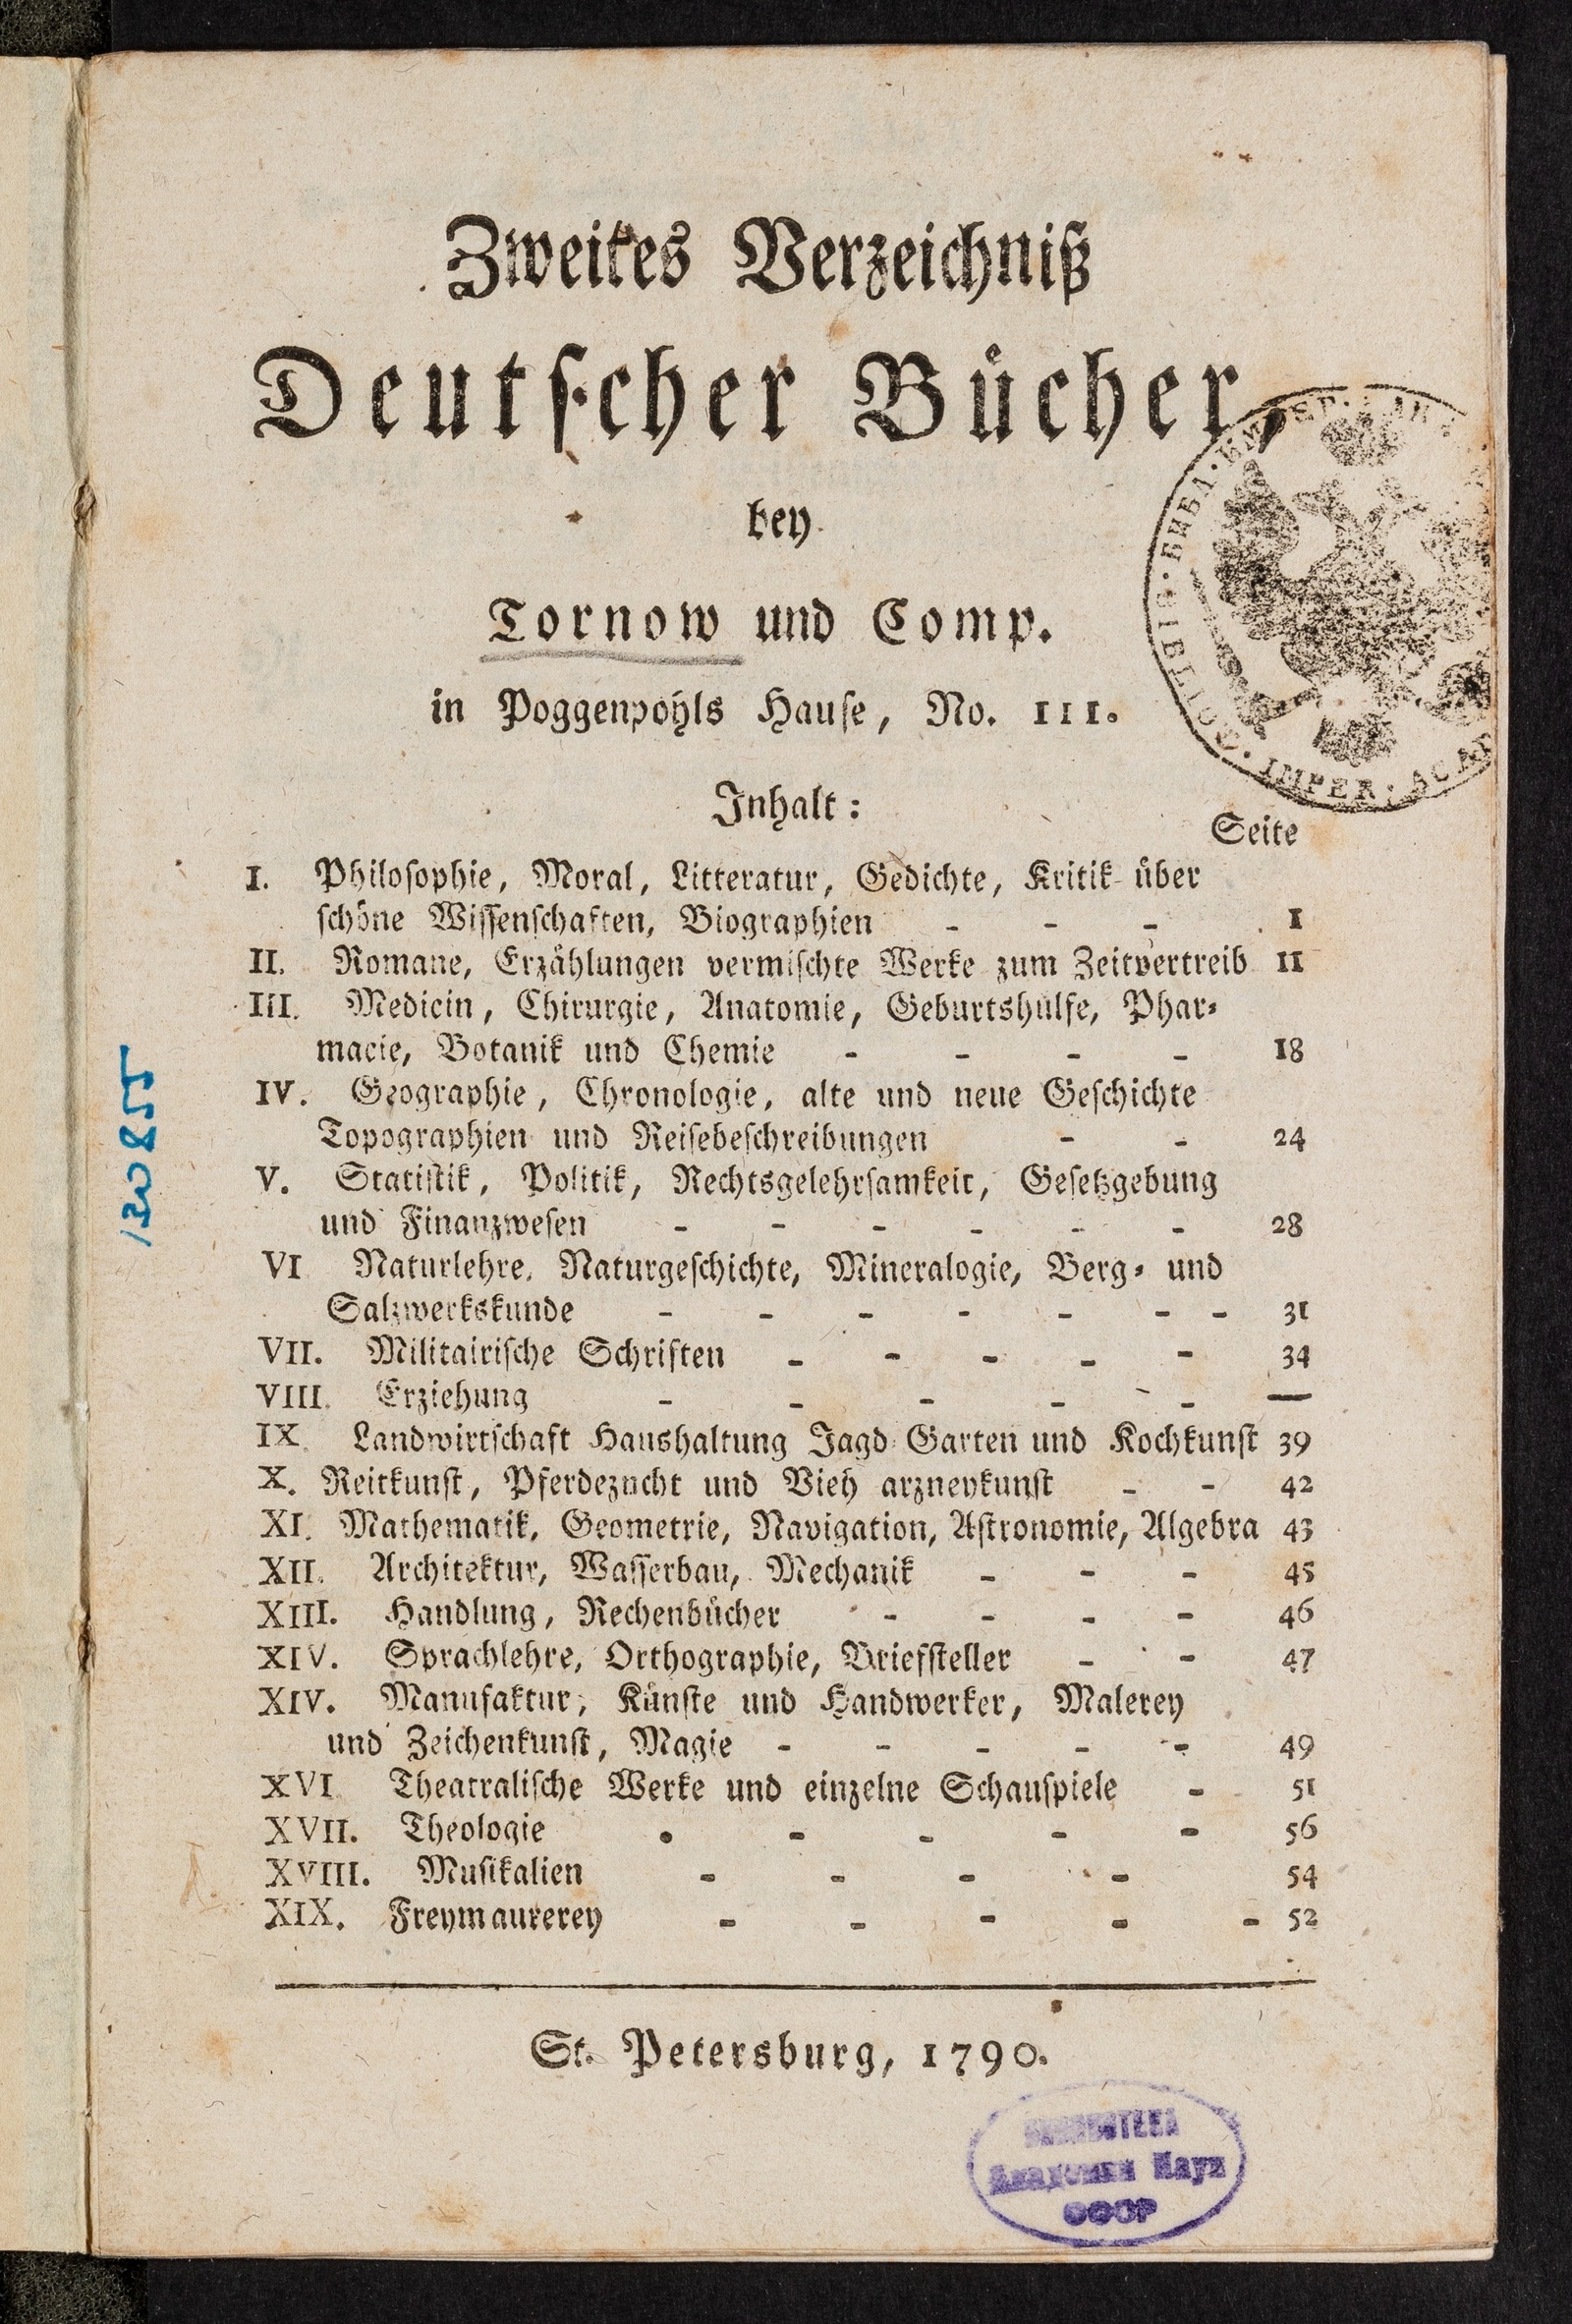 Zweites Verzeichniß
Deutscher Bücher,
bey
Tornow und Comp.
in Poggenpohls Hause, No. 111.
Inhalt:
Seite
I. Philosophie, Moral, Litteratur, Gedichte, Kritik über
schöne Wissenschaften, Biographien - - - 1
II. Romane, Erzählungen vermischte Werke zum Zeitvertreib 11
III. Medicin, Chirurgie, Anatomie, Geburtshülfe, Phar-
macie, Botanik und Chemie - - - - 18
IV. Geographie, Chronologie, alte und neue Geschichte
Topographien und Reisebeschreibungen - - 24
V. Statistik, Politik, Rechtsgelehrsamkeit, Gesetzgebung
und Finanzwesen - - - - - - 28
VI Naturlehre, Naturgeschichte, Mineralogie, Berg- und
Salzwerkskunde - - - - - - - 31
VII. Militairische Schriften - - - - - 34
VIII. Erziehung - - - - - —
IX. Landwirtschaft Haushaltung Jagd Garten und Kochkunst 39
X. Reitkunst, Pferdezucht und Vieh arzneykunst - - 42
XI. Mathematik, Geometrie, Navigation, Astronomie, Algebra 43
XII. Architektur, Wasserbau, Mechanik - - - 45
XIII. Handlung, Rechenbücher - - - - 46
XIV. Sprachlehre, Orthographie, Briefsteller - - 47
XIV. Manufaktur, Künste und Handwerker, Malerey
und Zeichenkunst, Magie - - - - - 49
XVI Theatralische Werke und einzelne Schauspiele - 51
XVII. Theologie - - - - - 56
XVIII. Musikalien - - - - 54
XIX. Freymaurerey - - - - - 52
St. Petersburg, 1790.
БИБЛИОТЕКА
Академии Наук
СССР
130855
IMPER. ACAD